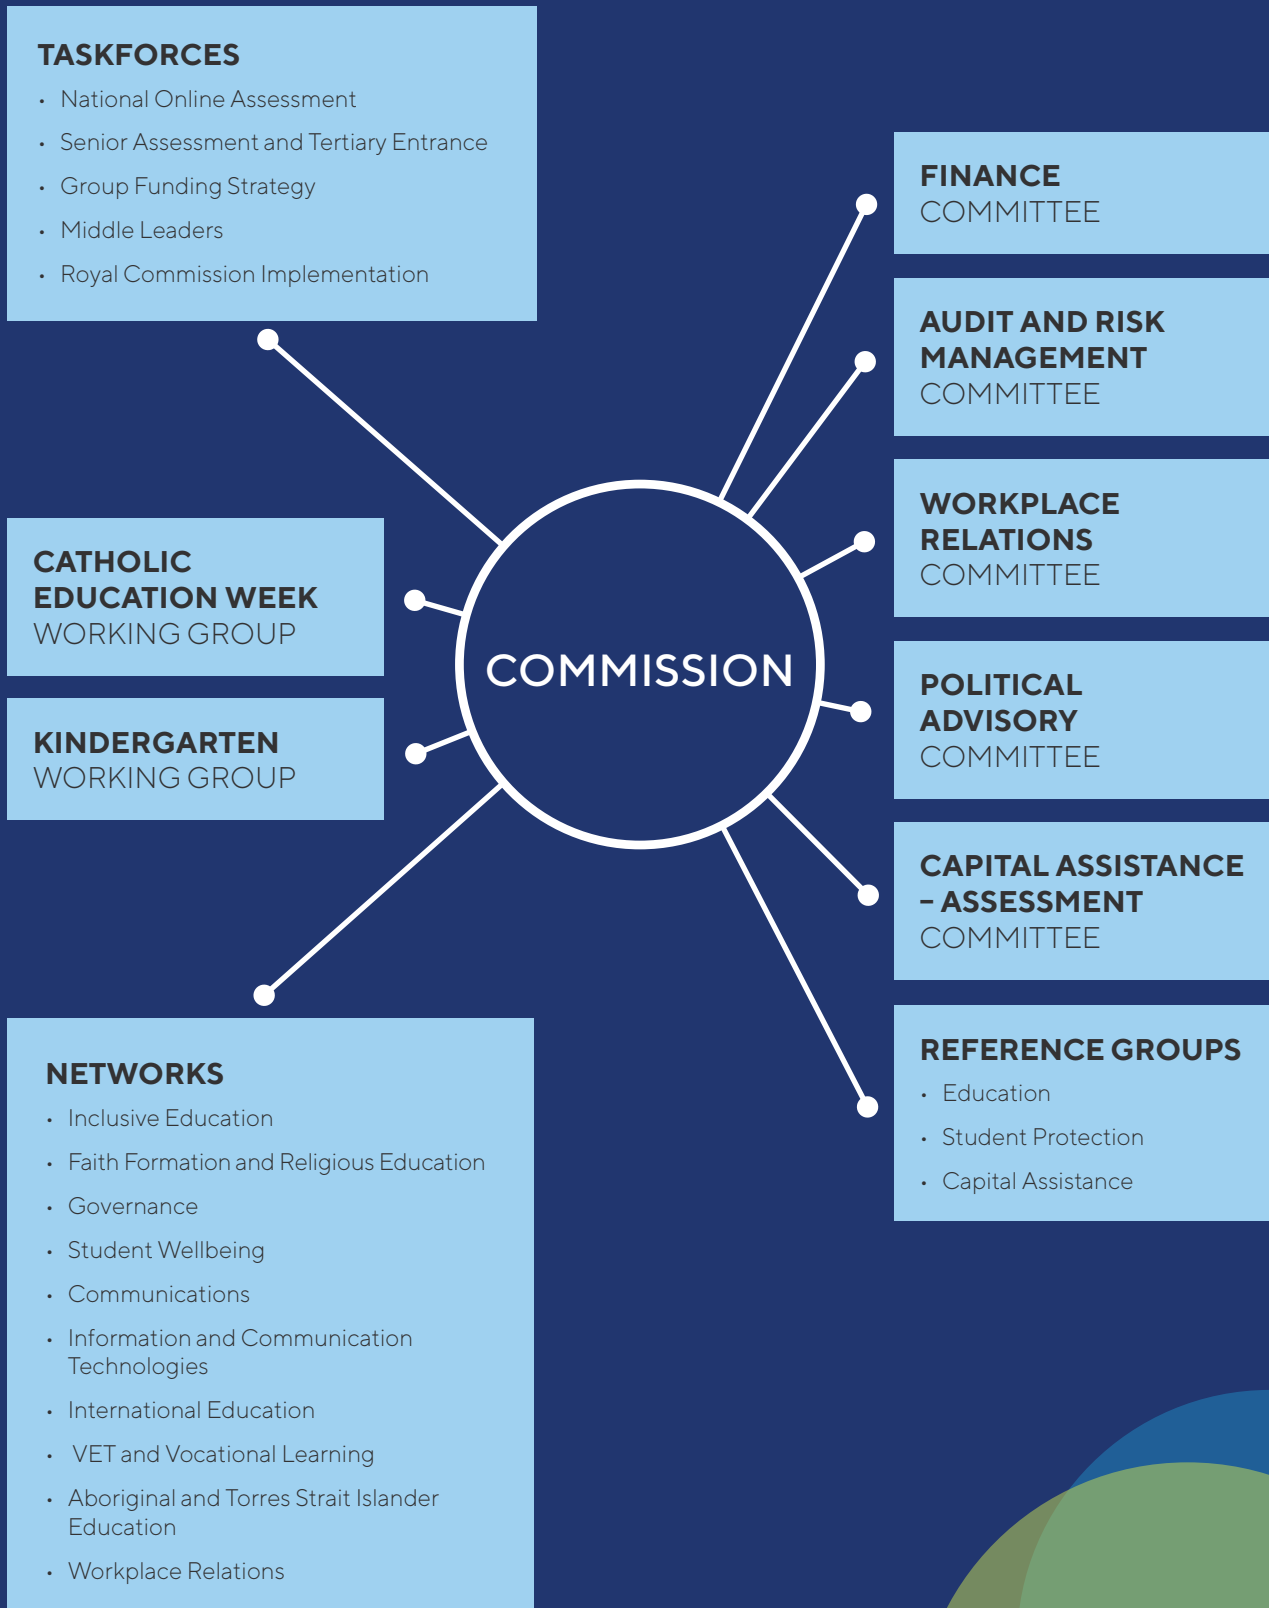 TASKFORCES
• National Online Assessment
• Senior Assessment and Tertiary Entrance
• Group Funding Strategy
• Middle Leaders
• Royal Commission Implementation
CATHOLIC
EDUCATION WEEK
WORKING GROUP
KINDERGARTEN
WORKING GROUP
NETWORKS
• Inclusive Education
• Faith Formation and Religious Education
• Governance
• Student Wellbeing
• Communications
• Information and Communication
Technologies
• International Education
• VET and Vocational Learning
• Aboriginal and Torres Strait Islander
Education
• Workplace Relations
COMMISSION
FINANCE
COMMITTEE
AUDIT AND RISK
MANAGEMENT
COMMITTEE
WORKPLACE
RELATIONS
COMMITTEE
POLITICAL
ADVISORY
COMMITTEE
CAPITAL ASSISTANCE
– ASSESSMENT
COMMITTEE
REFERENCE GROUPS
• Education
• Student Protection
• Capital Assistance